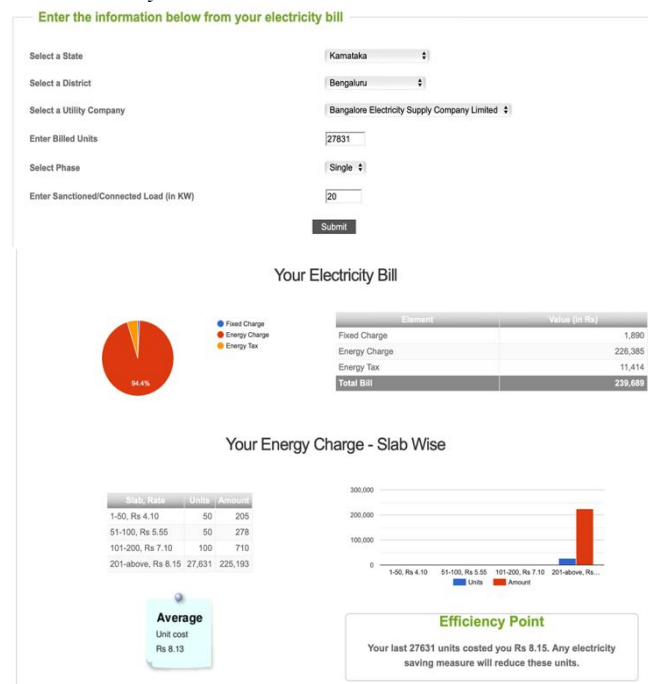 Enter the information below from your electricity bill
Select a State Karnataka
Select a District Bengaluru
Select a Utility Company Bangalore Electricity Supply Company Limited
Enter Billed Units 27831
Select Phase Single
Enter Sanctioned/Connected Load (in KW) 20
Submit
Your Electricity Bill
94.4%
Fixed Charge
Energy Charge
Energy Tax
Element Value (in Rs)
Fixed Charge 1,890
Energy Charge 226,385
Energy Tax 11,414
Total Bill 239,689
Your Energy Charge - Slab Wise
Slab, Rate Units Amount
1-50, Rs 4.10 50 205
51-100, Rs 5.55 50 278
101-200, Rs 7.10 100 710
201-above, Rs 8.15 27,631 225,193
300,000
200,000
100,000
0
1-50, Rs 4.10 51-100, Rs 5.55 101-200, Rs 7.10 201-above, Rs...
Units Amount
Average
Unit cost
Rs 8.13
Efficiency Point
Your last 27631 units costed you Rs 8.15. Any electricity
saving measure will reduce these units.